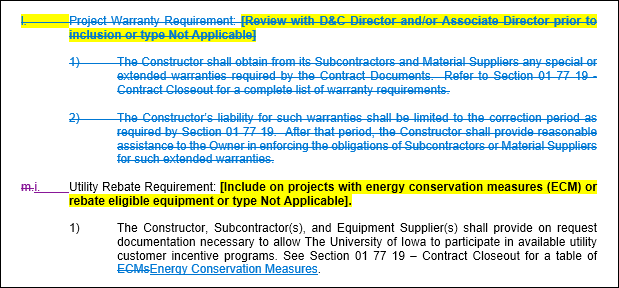 l. Project Warranty Requirement: [Review with D&C Director and/or Associate Director prior to
inclusion or type Not Applicable]
1) The Constructor shall obtain from its Subcontractors and Material Suppliers any special or
extended warranties required by the Contract Documents. Refer to Section 01 77 19 -
Contract Closeout for a complete list of warranty requirements.
2) The Constructor's liability for such warranties shall be limited to the correction period as
required by Section 01 77 19. After that period, the Constructor shall provide reasonable
assistance to the Owner in enforcing the obligations of Subcontractors or Material Suppliers
for such extended warranties.
m.i. Utility Rebate Requirement: [Include on projects with energy conservation measures (ECM) or
rebate eligible equipment or type Not Applicable].
1) The Constructor, Subcontractor(s), and Equipment Supplier(s) shall provide on request
documentation necessary to allow The University of Iowa to participate in available utility
customer incentive programs. See Section 01 77 19 – Contract Closeout for a table of
ECMsEnergy Conservation Measures.